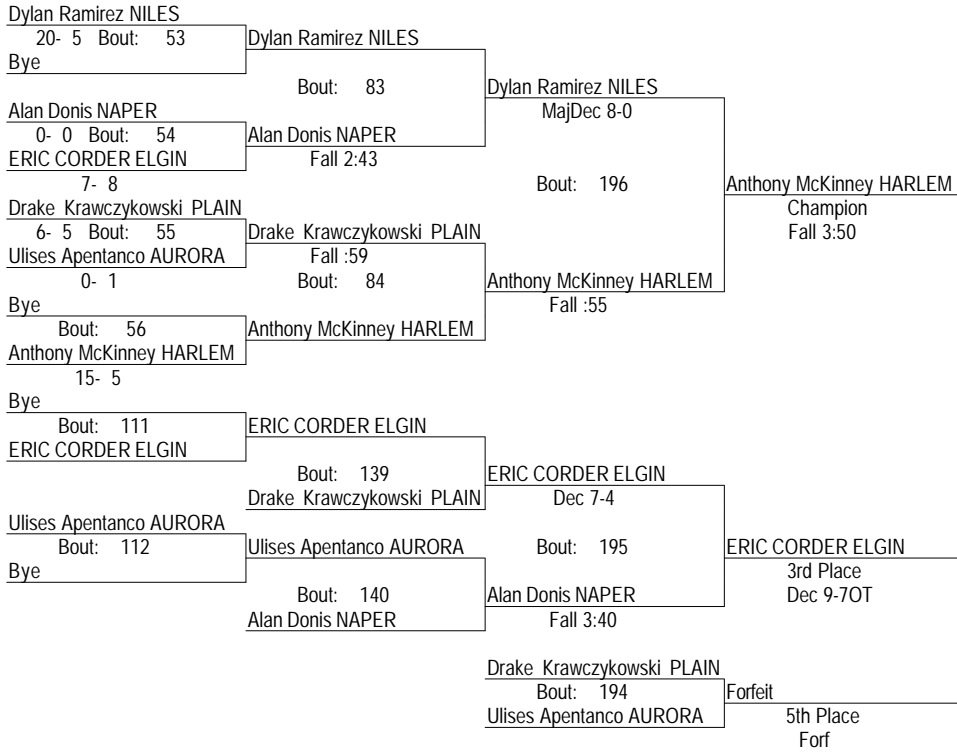 Dylan Ramirez NILES
20- 5 Bout: 53
Dylan Ramirez NILES
Bye
Bout: 83
Dylan Ramirez NILES
Alan Donis NAPER
MajDec 8-0
0- 0 Bout: 54
Alan Donis NAPER
ERIC CORDER ELGIN
Fall 2:43
7- 8
Bout: 196
Anthony McKinney HARLEM
Drake Krawczykowski PLAIN
Champion
6- 5 Bout: 55
Drake Krawczykowski PLAIN
Fall 3:50
Ulises Apentanco AURORA
Fall :59
0- 1
Bout: 84
Anthony McKinney HARLEM
Bye
Fall :55
Bout: 56
Anthony McKinney HARLEM
Anthony McKinney HARLEM
15- 5
Bye
Bout: 111
ERIC CORDER ELGIN
ERIC CORDER ELGIN
Bout: 139
ERIC CORDER ELGIN
Drake Krawczykowski PLAIN
Dec 7-4
Ulises Apentanco AURORA
Bout: 112
Ulises Apentanco AURORA
Bout: 195
ERIC CORDER ELGIN
Bye
3rd Place
Bout: 140
Alan Donis NAPER
Dec 9-7OT
Alan Donis NAPER
Fall 3:40
Drake Krawczykowski PLAIN
Bout: 194
Forfeit
Ulises Apentanco AURORA
5th Place
Forf